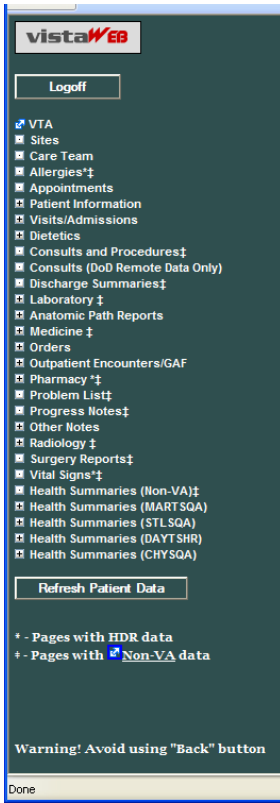 vistaWEB
Logoff
VTA
Sites
Care Team
Allergies*‡
Appointments
Patient Information
Visits/Admissions
Dietetics
Consults and Procedures‡
Consults (DoD Remote Data Only)
Discharge Summaries‡
Laboratory ‡
Anatomic Path Reports
Medicine ‡
Orders
Outpatient Encounters/GAF
Pharmacy *‡
Problem List‡
Progress Notes‡
Other Notes
Radiology ‡
Surgery Reports‡
Vital Signs*‡
Health Summaries (Non-VA)‡
Health Summaries (MARTSQA)
Health Summaries (STLSQA)
Health Summaries (DAYTSHR)
Health Summaries (CHYSQA)
Refresh Patient Data
* - Pages with HDR data
‡ - Pages with Non-VA data
Warning! Avoid using "Back" button
Done